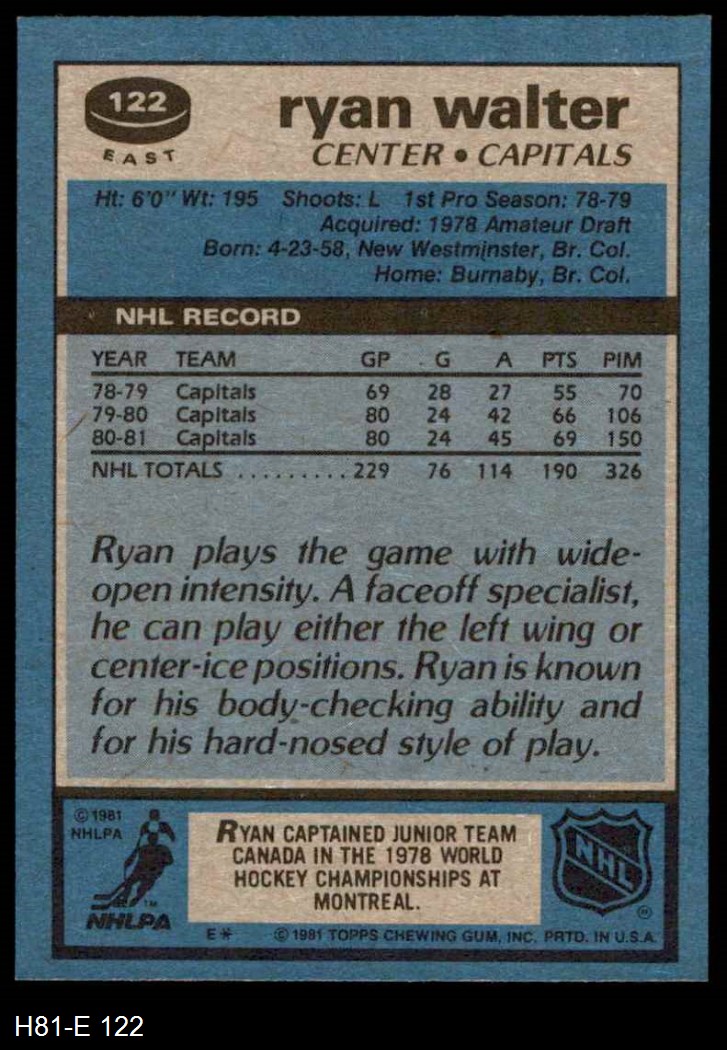 122
EAST
ryan walter
CENTER • CAPITALS
Ht: 6'0" Wt: 195 Shoots: L 1st Pro Season: 78-79
Acquired: 1978 Amateur Draft
Born: 4-23-58, New Westminster, Br. Col.
Home: Burnaby, Br. Col.
NHL RECORD
YEAR TEAM GP G A PTS PIM
78-79 Capitals 69 28 27 55 70
79-80 Capitals 80 24 42 66 106
80-81 Capitals 80 24 45 69 150
NHL TOTALS .......... 229 76 114 190 326
Ryan plays the game with wide-
open intensity. A faceoff specialist,
he can play either the left wing or
center-ice positions. Ryan is known
for his body-checking ability and
for his hard-nosed style of play.
© 1981
NHLPA
TM
NHLPA
RYAN CAPTAINED JUNIOR TEAM
CANADA IN THE 1978 WORLD
HOCKEY CHAMPIONSHIPS AT
MONTREAL.
NHL
E* © 1981 TOPPS CHEWING GUM, INC. PRTD. IN U.S.A.
H81-E 122